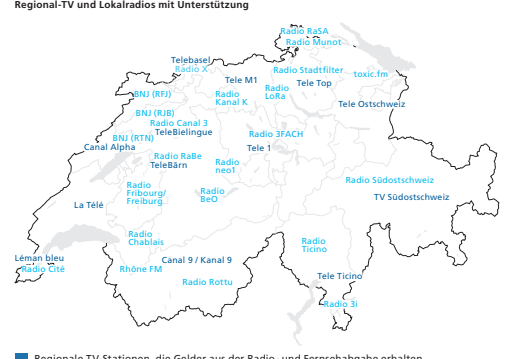 Regional-TV und Lokalradios mit Unterstützung
Radio RaSA
Radio Munot
Telebasel
Radio X
Tele M1
Radio Stadtfilter
toxic.fm
Tele Top
BNJ (RFJ)
Radio
Kanal K
Radio
LoRa
Tele Ostschweiz
BNJ (RJB)
Radio Canal 3
TeleBielingue
Radio 3FACH
BNJ (RTN)
Canal Alpha
Tele 1
Radio RaBe
TeleBärn
Radio
neo1
Radio Südostschweiz
Radio
Fribourg/
Freiburg
Radio
BeO
TV Südostschweiz
La Télé
Radio
Chablais
Radio
Ticino
Léman bleu
Radio Cité
Rhône FM
Canal 9 / Kanal 9
Radio Rottu
Tele Ticino
Radio 3i
Regionale TV-Stationen, die Gelder aus der Radio- und Fernsehabgabe erhalten